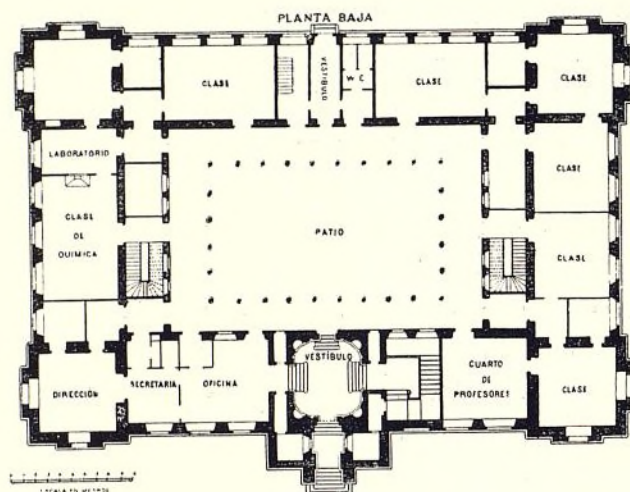 PLANTA BAJA
CLASE
VESTIBULO
W C
CLASE
CLASE
LABORATORIO
CLASE
CLASE
DE
QUIMICA
PATIO
CLASE
DIRECCIÓN
SECRETARIA
OFICINA
VESTÍBULO
CUARTO
DE
PROFESORES
CLASE
ESCALA EN METROS